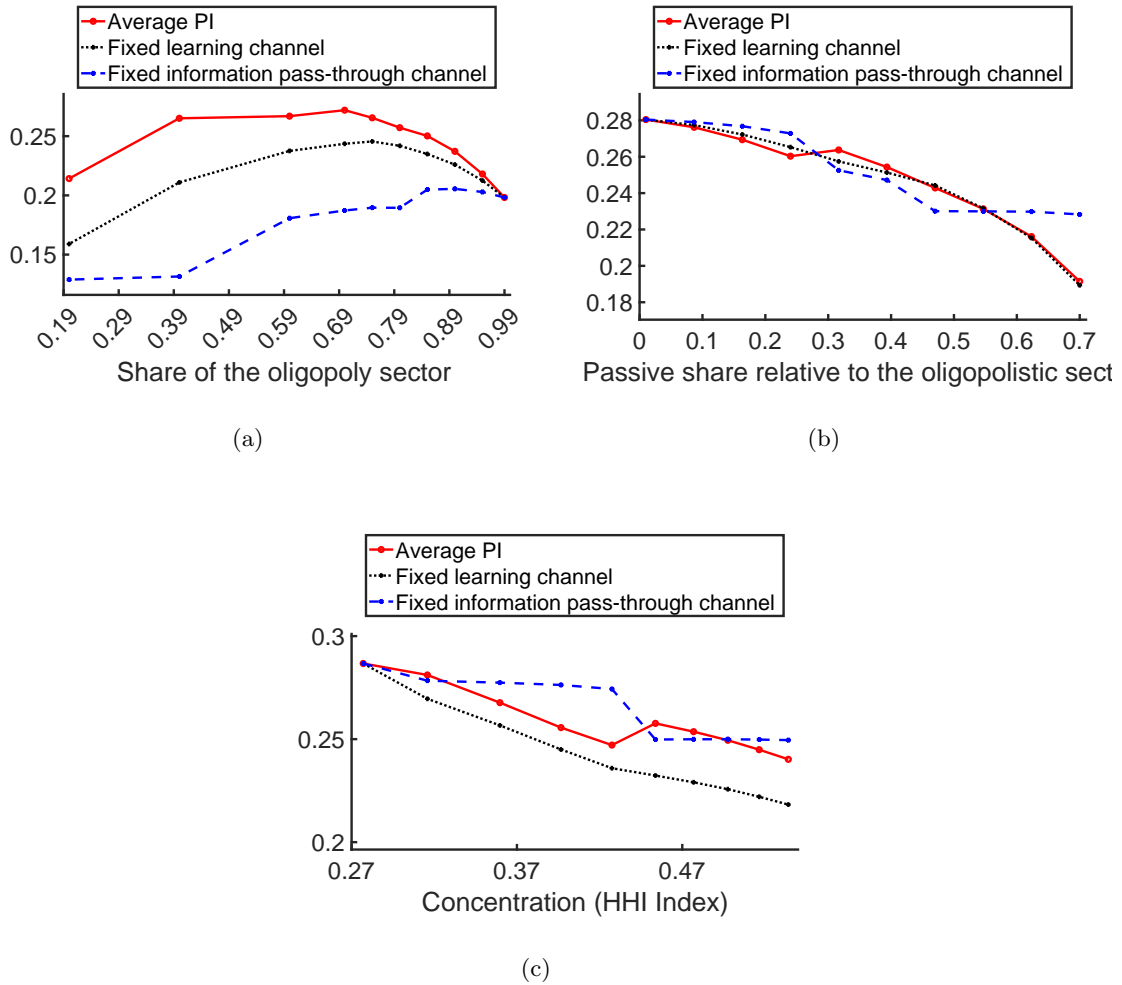 Average PI
Fixed learning channel
Fixed information pass-through channel
0.25
0.2
0.15
0.19 0.29 0.39 0.49 0.59 0.69 0.79 0.89 0.99
Share of the oligopoly sector
(a)
Average PI
Fixed learning channel
Fixed information pass-through channel
0.28
0.26
0.24
0.22
0.2
0.18
0 0.1 0.2 0.3 0.4 0.5 0.6 0.7
Passive share relative to the oligopolistic sect
(b)
Average PI
Fixed learning channel
Fixed information pass-through channel
0.3
0.25
0.2
0.27 0.37 0.47
Concentration (HHI Index)
(c)